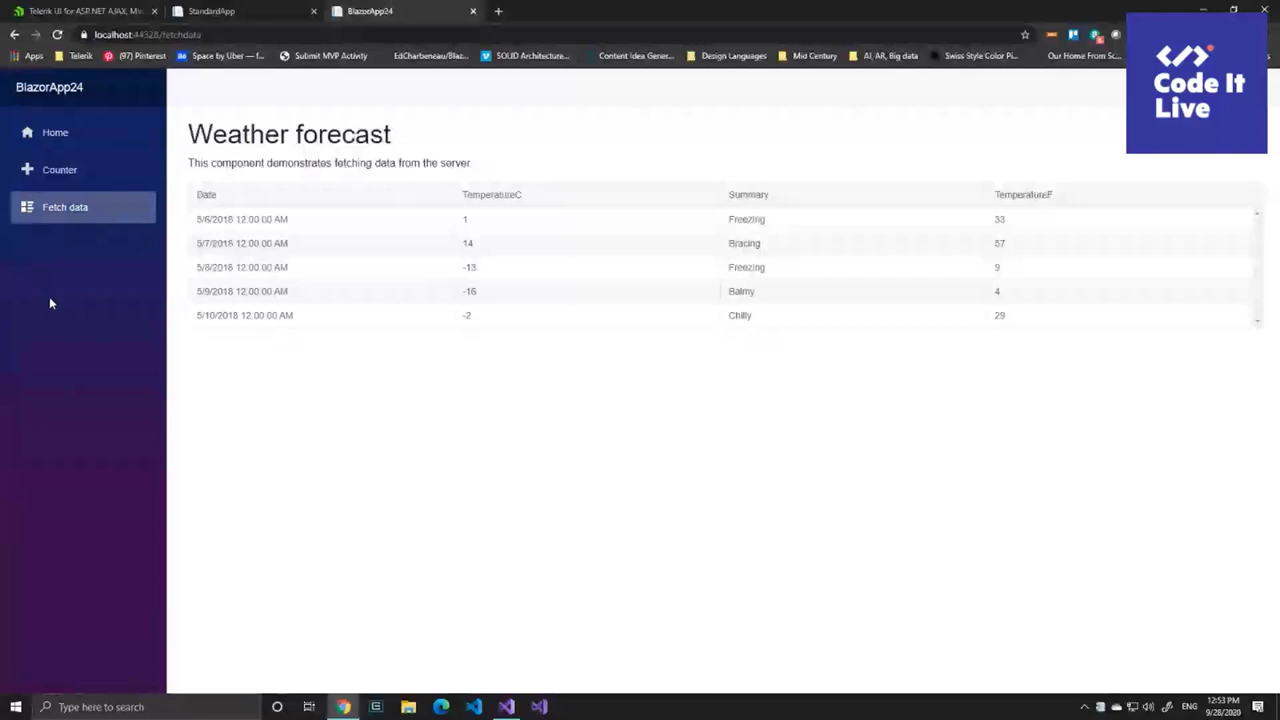 Telerik UI for ASP.NET AJAX, M
StandardApp
BlazorApp24
localhost:44328/fetchdata
Apps
Telerik
(97) Pinterest
Space by Uber — f...
Submit MVP Activity
EdCharbeneau/Blaz...
SOLID Architecture...
Content Idea Gener...
Design Languages
Mid Century
AI, AR, Big data
Swiss Style Color Pi...
Our Home From Sc...
Code It
Live
BlazorApp24
Home
Counter
Fetch data
Weather forecast
This component demonstrates fetching data from the server.
Date TemperatureC Summary TemperatureF
5/6/2018 12:00:00 AM 1 Freezing 33
5/7/2018 12:00:00 AM 14 Bracing 57
5/8/2018 12:00:00 AM -13 Freezing 9
5/9/2018 12:00:00 AM -16 Balmy 4
5/10/2018 12:00:00 AM -2 Chilly 29
Type here to search
ENG
12:53 PM
9/28/2020